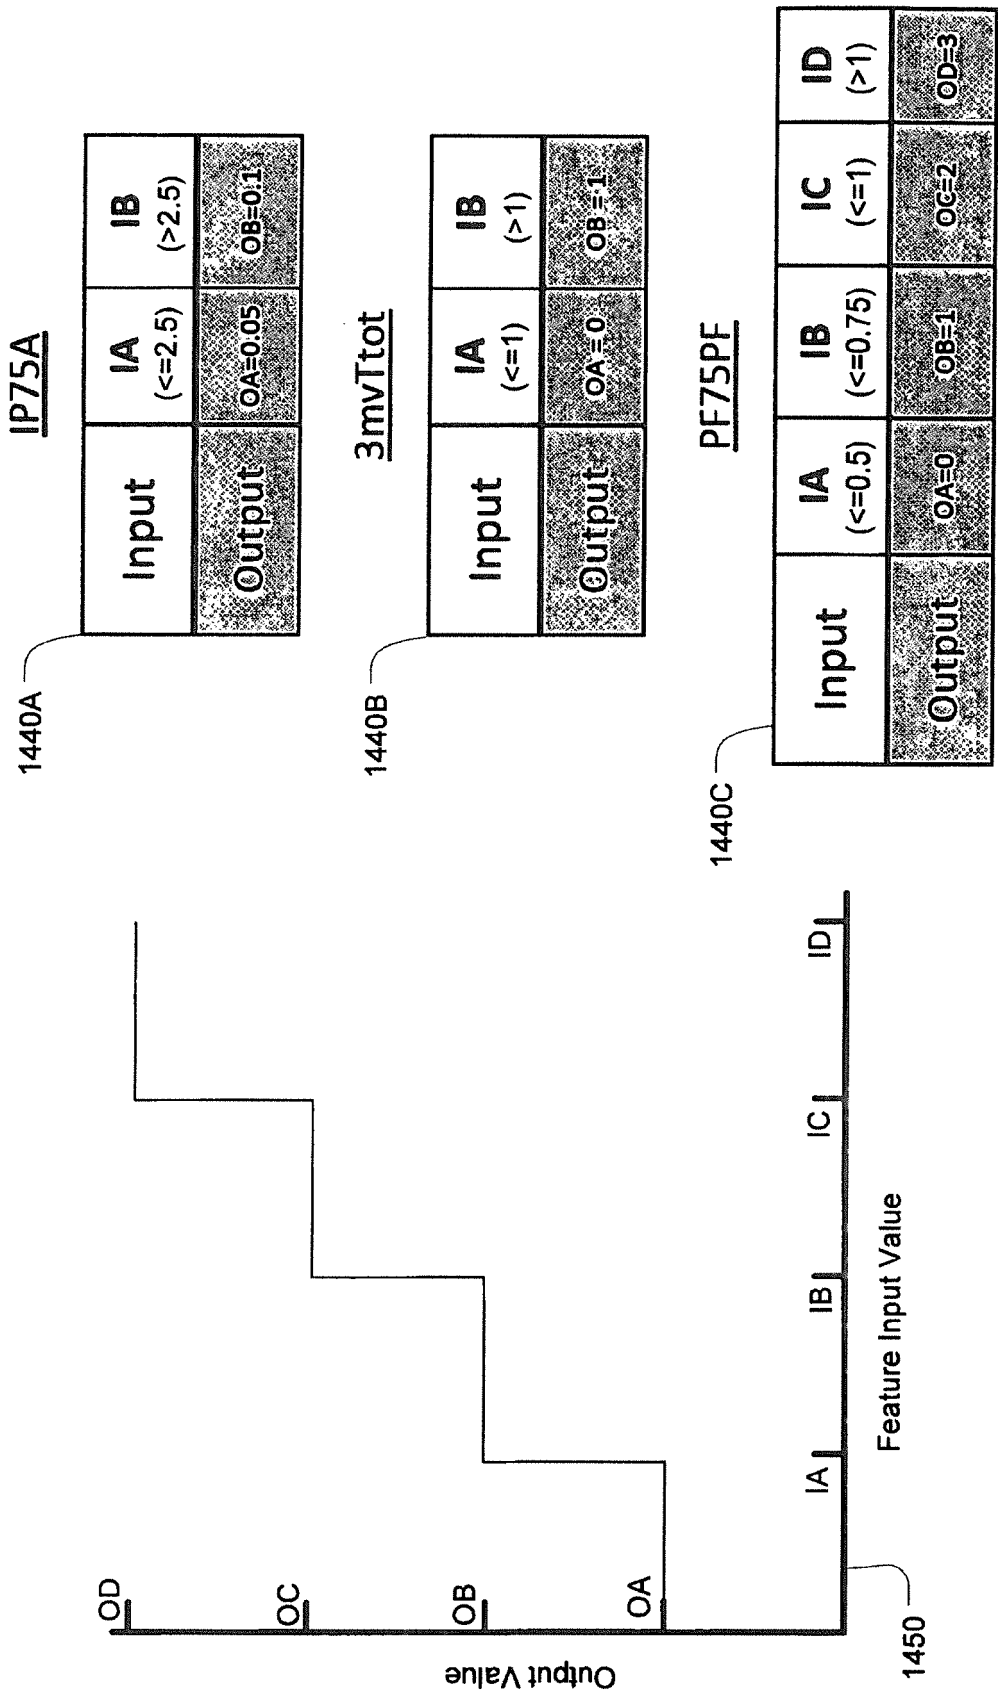 Output Value
OD
OC
OB
OA
IA
IB
IC
ID
Feature Input Value
1450
1440A
IP75A
Input
IA
(<=2.5)
IB
(>2.5)
Output
OA=0.05
OB=0.1
1440B
3mvTtot
Input
IA
(<=1)
IB
(>1)
Output
OA=0
OB=1
1440C
PF75PF
Input
IA
(<=0.5)
IB
(<=0.75)
IC
(<=1)
ID
(>1)
Output
OA=0
OB=1
OC=2
OD=3